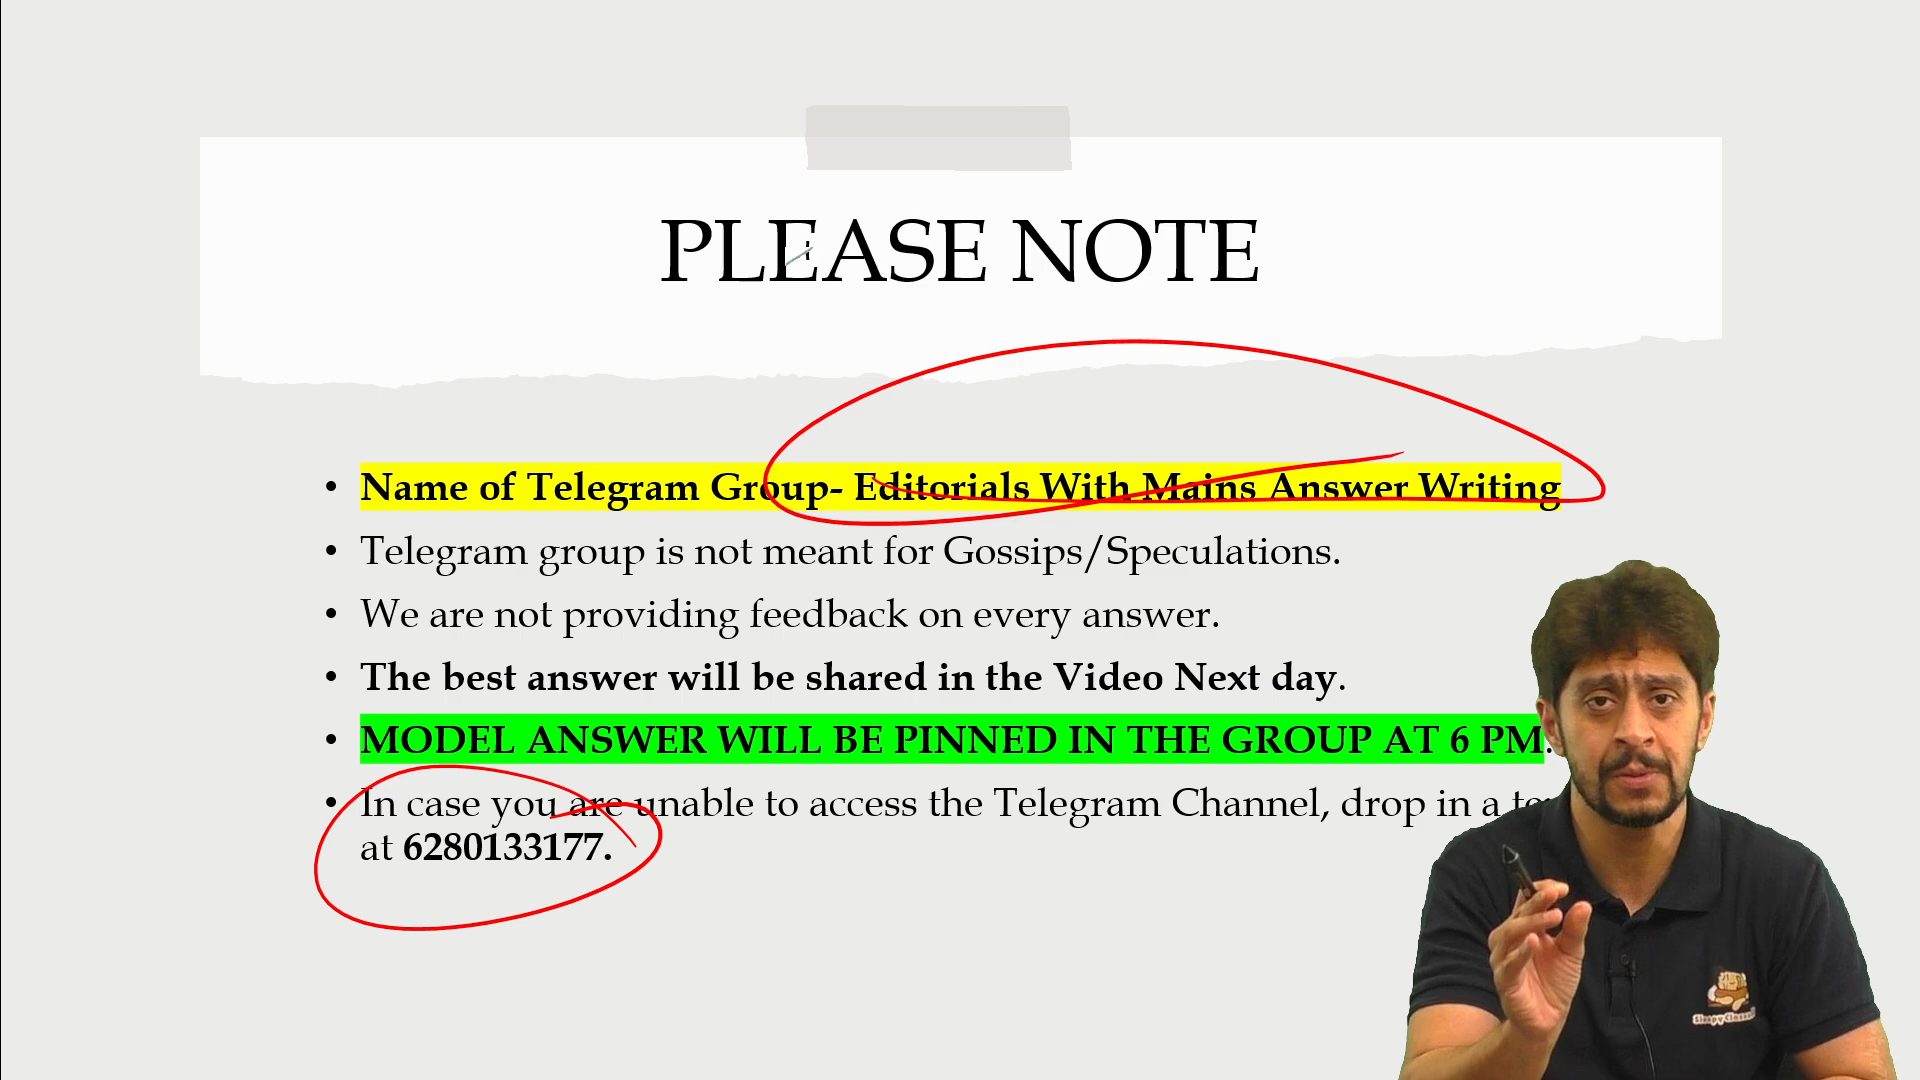 PLEASE NOTE
• Name of Telegram Group- Editorials With Mains Answer Writing
• Telegram group is not meant for Gossips/Speculations.
• We are not providing feedback on every answer.
• The best answer will be shared in the Video Next day.
• MODEL ANSWER WILL BE PINNED IN THE GROUP AT 6 PM.
• In case you are unable to access the Telegram Channel, drop in a
at 6280133177.